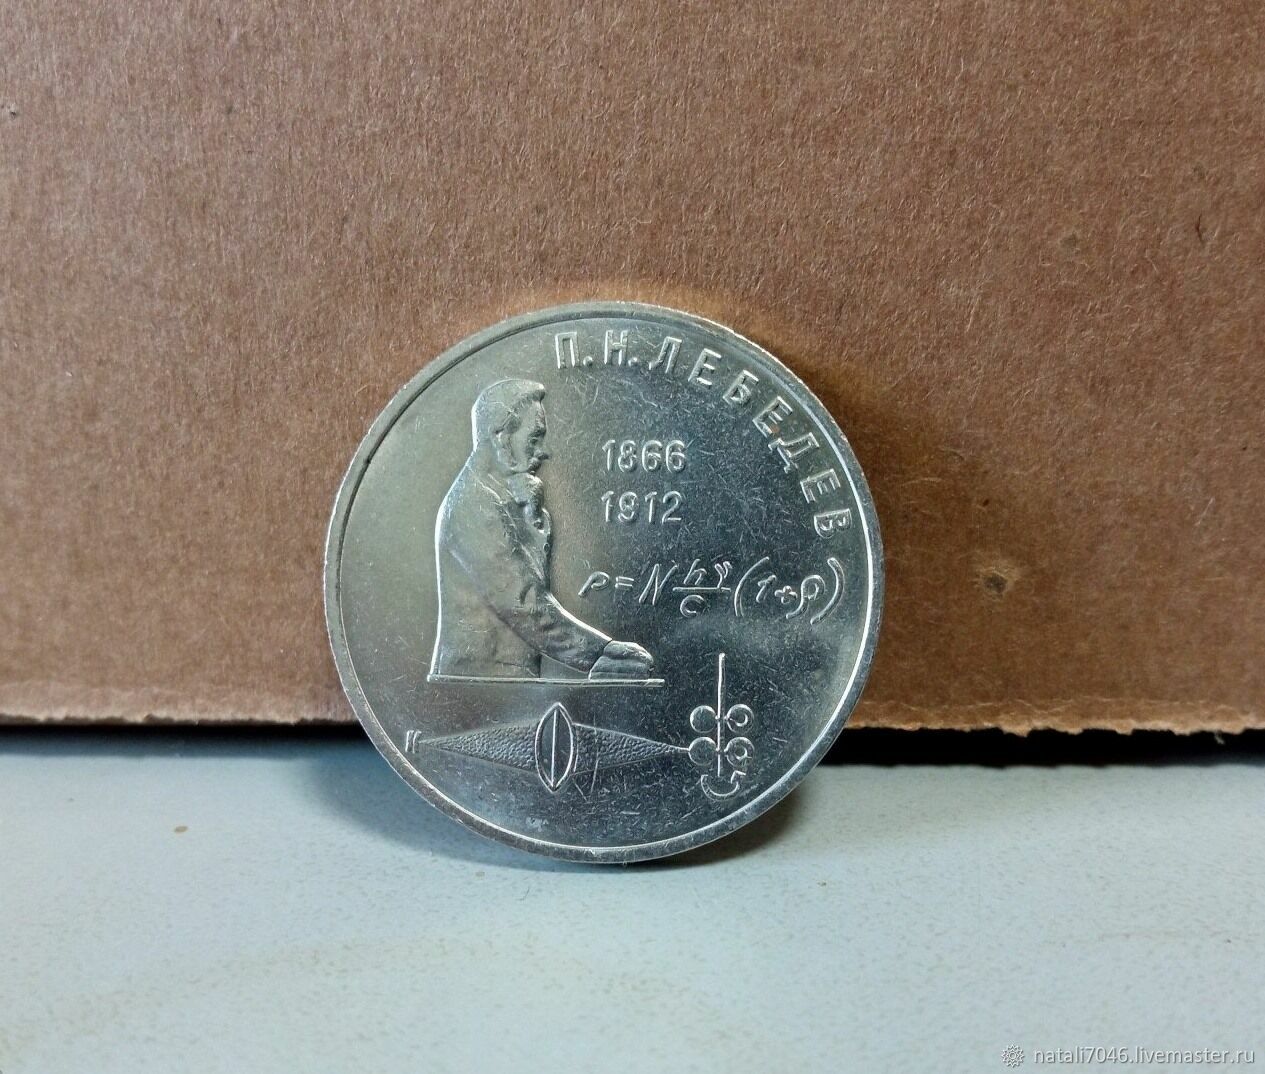 П.Н. ЛЕБЕДЕВ
1866
1912
p=N hν/c (1+ρ)
К
natali7046.livemaster.ru